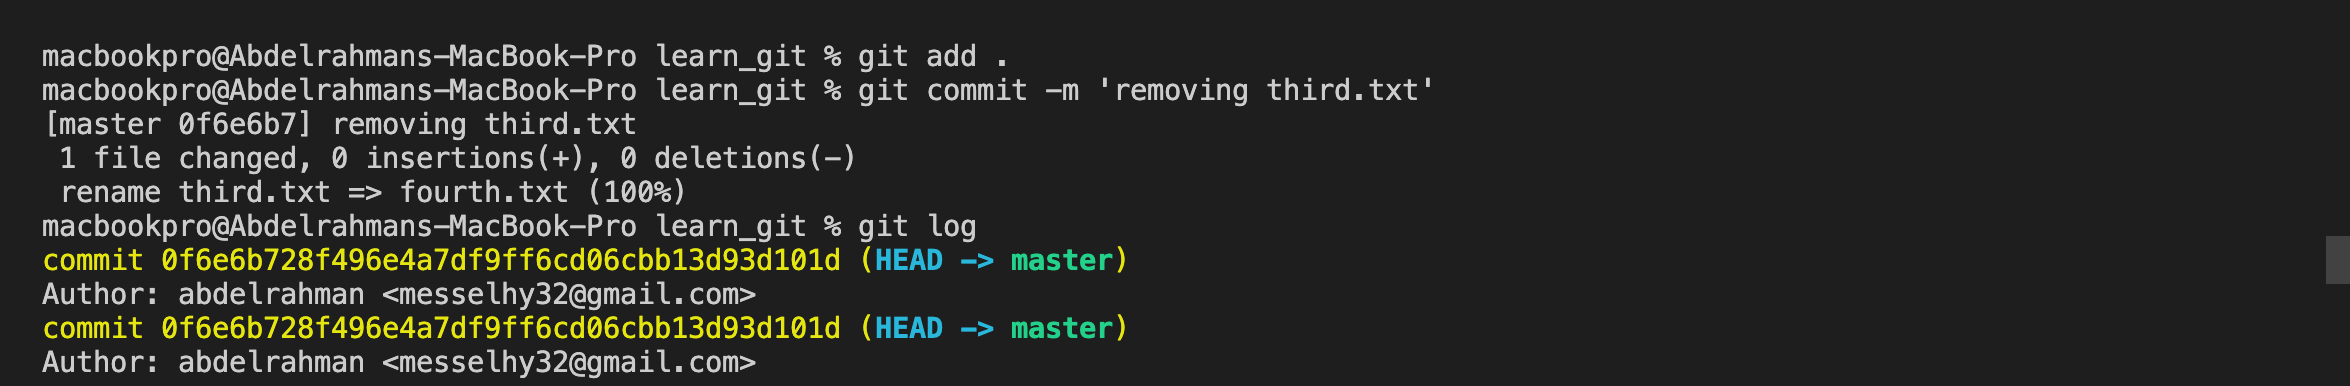 macbookpro@Abdelrahmans-MacBook-Pro learn_git % git add .
macbookpro@Abdelrahmans-MacBook-Pro learn_git % git commit -m 'removing third.txt'
[master 0f6e6b7] removing third.txt
 1 file changed, 0 insertions(+), 0 deletions(-)
 rename third.txt => fourth.txt (100%)
macbookpro@Abdelrahmans-MacBook-Pro learn_git % git log
commit 0f6e6b728f496e4a7df9ff6cd06cbb13d93d101d (HEAD -> master)
Author: abdelrahman <messelhy32@gmail.com>
commit 0f6e6b728f496e4a7df9ff6cd06cbb13d93d101d (HEAD -> master)
Author: abdelrahman <messelhy32@gmail.com>